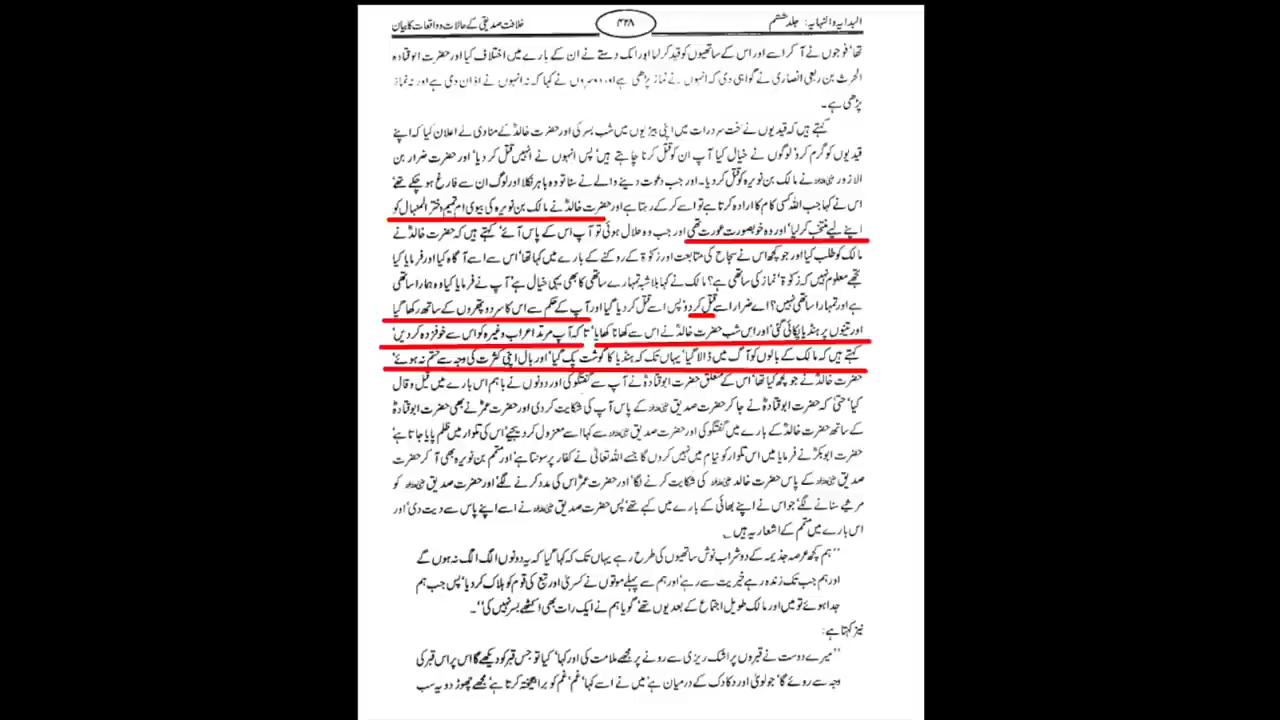 البدایہ والنہایہ: جلد ششم
۴۲۸
خلافت صدیقی کے حالات و واقعات کا بیان
تھا، فوجوں نے آ کر اسے اور اس کے ساتھیوں کو قید کر لیا اور ایک دستے نے ان کے بارے میں اختلاف کیا اور حضرت ابو قتادہ
الحرث بن ربعی انصاری نے گواہی دی کہ انہوں نے نماز پڑھی ہے اور دوسروں نے کہا کہ نہ انہوں نے اذان دی ہے اور نہ نماز
پڑھی ہے۔
کہتے ہیں کہ قیدیوں نے سخت سرد رات میں اپنی بیڑیوں میں شب بسر کی اور حضرت خالدؓ کے منادی نے اعلان کیا کہ اپنے
قیدیوں کو گرم کرو، لوگوں نے خیال کیا آپ ان کو قتل کرنا چاہتے ہیں، پس انہوں نے انہیں قتل کر دیا، اور حضرت ضرار بن
الازور نے مالک بن نویرہ کو قتل کر دیا۔ اور جب دعوت دینے والے نے سنا تو وہ باہر نکلا اور لوگ ان سے فارغ ہو چکے تھے
اس نے کہا جب اللہ کسی کام کا ارادہ کرتا ہے تو اسے کر کے رہتا ہے اور حضرت خالدؓ نے مالک بن نویرہ کی بیوی ام تمیم دختر المنہال کو
اپنے لیے منتخب کر لیا، اور وہ خوبصورت عورت تھی اور جب وہ حلال ہوئی تو آپ اس کے پاس آئے، کہتے ہیں کہ حضرت خالدؓ نے
مالک کو طلب کیا اور جو کچھ اس نے سجاح کی متابعت اور زکوٰۃ کے روکنے کے بارے میں کہا تھا، اس سے اسے آگاہ کیا اور فرمایا کیا
تجھے معلوم نہیں کہ زکوٰۃ، نماز کی ساتھی ہے؟ مالک نے کہا بلاشبہ تمہارے ساتھی کا بھی یہی خیال ہے، آپ نے فرمایا کیا وہ ہمارا ساتھی
ہے اور تمہارا ساتھی نہیں؟ اے ضرار اسے قتل کر دو، پس اسے قتل کر دیا گیا اور آپ کے حکم سے اس کا سر دو پتھروں کے ساتھ رکھا گیا
اور تینوں پر ہنڈیا پکائی گئی، اور اس شب حضرت خالدؓ نے اس سے کھانا کھایا، تا کہ آپ مرتد اعراب وغیرہ کو اس سے خوفزدہ کر دیں،
کہتے ہیں کہ مالک کے بالوں کو آگ میں ڈالا گیا، یہاں تک کہ ہنڈیا کا گوشت پک گیا، اور بال اپنی کثرت کی وجہ سے ختم نہ ہوئے،
حضرت خالدؓ نے جو کچھ کیا تھا، اس کے متعلق حضرت ابو قتادہؓ نے آپ سے گفتگو کی اور دونوں نے باہم اس بارے میں قیل و قال
کیا، حتیٰ کہ حضرت ابو قتادہؓ نے جا کر حضرت صدیق کے پاس آپ کی شکایت کر دی اور حضرت عمرؓ نے بھی حضرت ابو قتادہؓ
کے ساتھ حضرت خالدؓ کے بارے میں گفتگو کی اور حضرت صدیق سے کہا اسے معزول کر دیجیے، اس کی تلوار میں ظلم پایا جاتا ہے،
حضرت ابوبکرؓ نے فرمایا میں اس تلوار کو نیام میں نہیں کروں گا جسے اللہ تعالیٰ نے کفار پر سونتا ہے، اور متمم بن نویرہ بھی آ کر حضرت
صدیق کے پاس حضرت خالد کی شکایت کرنے لگا، اور حضرت عمرؓ اس کی مدد کرنے لگے، اور حضرت صدیق کو
مرثیے سنانے لگے، جو اس نے اپنے بھائی کے بارے میں کہے تھے، پس حضرت صدیق نے اسے اپنے پاس سے دیت دی، اور
اس بارے میں متمم کے اشعار یہ ہیں۔
”ہم کچھ عرصہ جذیمہ کے دو شراب نوش ساتھیوں کی طرح رہے یہاں تک کہ کہا گیا کہ یہ دونوں الگ الگ نہ ہوں گے
اور ہم جب تک زندہ رہے خیریت سے رہے، اور ہم سے پہلے موتوں نے کسریٰ اور تبع کی قوم کو ہلاک کر دیا، پس جب ہم
جدا ہوئے تو میں اور مالک طویل اجتماع کے بعد یوں تھے، گویا ہم نے ایک رات بھی اکٹھے بسر نہیں کی“۔
نیز کہتا ہے:
”میرے دوست نے قبروں پر اشک ریزی سے رونے پر مجھے ملامت کی اور کہا، کیا تو جس قبر کو دیکھے گا اس پر اس قبر کی
وجہ سے روئے گا، جو لوی اور دکادک کے درمیان ہے، میں نے اسے کہا، غم، غم کو برا نگیختہ کرتا ہے، مجھے چھوڑ دو یہ سب